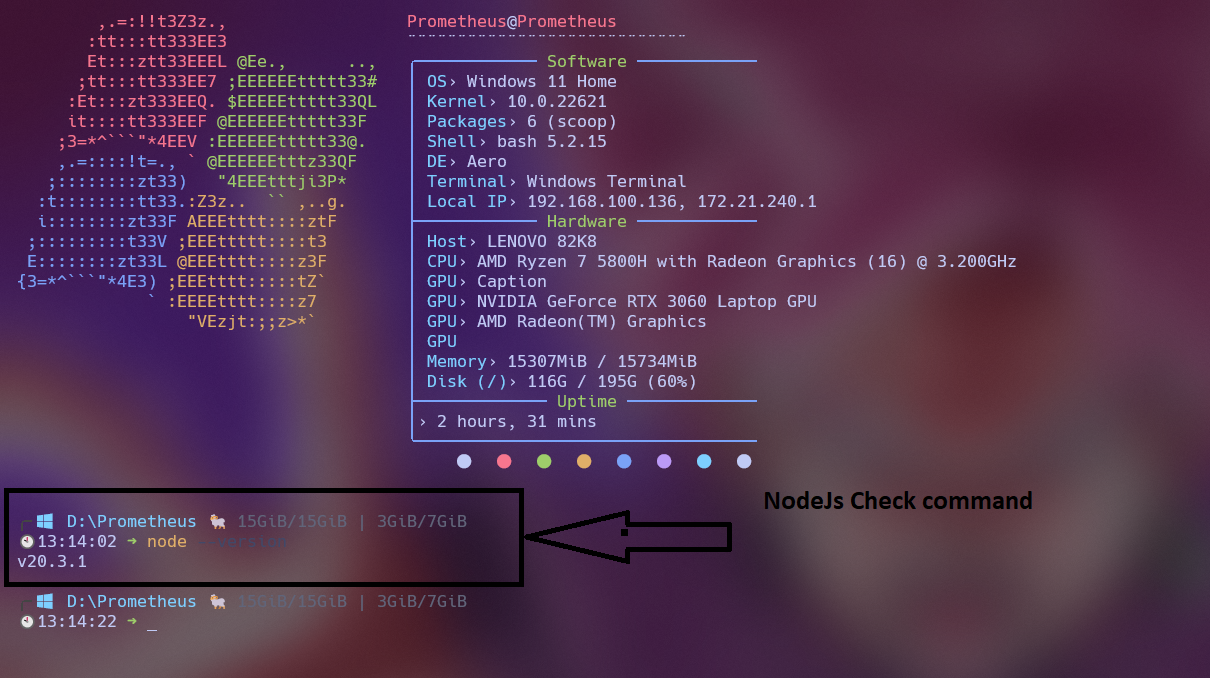 ,.=:!!t3Z3z.,
:tt:::tt333EE3
Et:::ztt33EEEL @Ee.,      ..,
;tt:::tt333EE7 ;EEEEEEttttt33#
:Et:::zt333EEQ. $EEEEEttttt33QL
it::::tt333EEF @EEEEEEttttt33F
;3=*^```"*4EEV :EEEEEEttttt33@.
,.=::::!t=., ` @EEEEEEtttz33QF
;::::::::zt33)   "4EEEtttji3P*
:t::::::::tt33.:Z3z..  `` ,..g.
i::::::::zt33F AEEEtttt::::ztF
;:::::::::t33V ;EEEttttt::::t3
E::::::::zt33L @EEEtttt::::z3F
{3=*^```"*4E3) ;EEEtttt:::::tZ`
` :EEEEtttt::::z7
"VEzjt:;;z>*`
Prometheus@Prometheus
----------------------------
Software
OS› Windows 11 Home
Kernel› 10.0.22621
Packages› 6 (scoop)
Shell› bash 5.2.15
DE› Aero
Terminal› Windows Terminal
Local IP› 192.168.100.136, 172.21.240.1
Hardware
Host› LENOVO 82K8
CPU› AMD Ryzen 7 5800H with Radeon Graphics (16) @ 3.200GHz
GPU› Caption
GPU› NVIDIA GeForce RTX 3060 Laptop GPU
GPU› AMD Radeon(TM) Graphics
GPU
Memory› 15307MiB / 15734MiB
Disk (/)› 116G / 195G (60%)
Uptime
› 2 hours, 31 mins
NodeJs Check command
D:\Prometheus 🐏 15GiB/15GiB | 3GiB/7GiB
13:14:02 ➜ node --version
v20.3.1
D:\Prometheus 🐏 15GiB/15GiB | 3GiB/7GiB
13:14:22 ➜ _